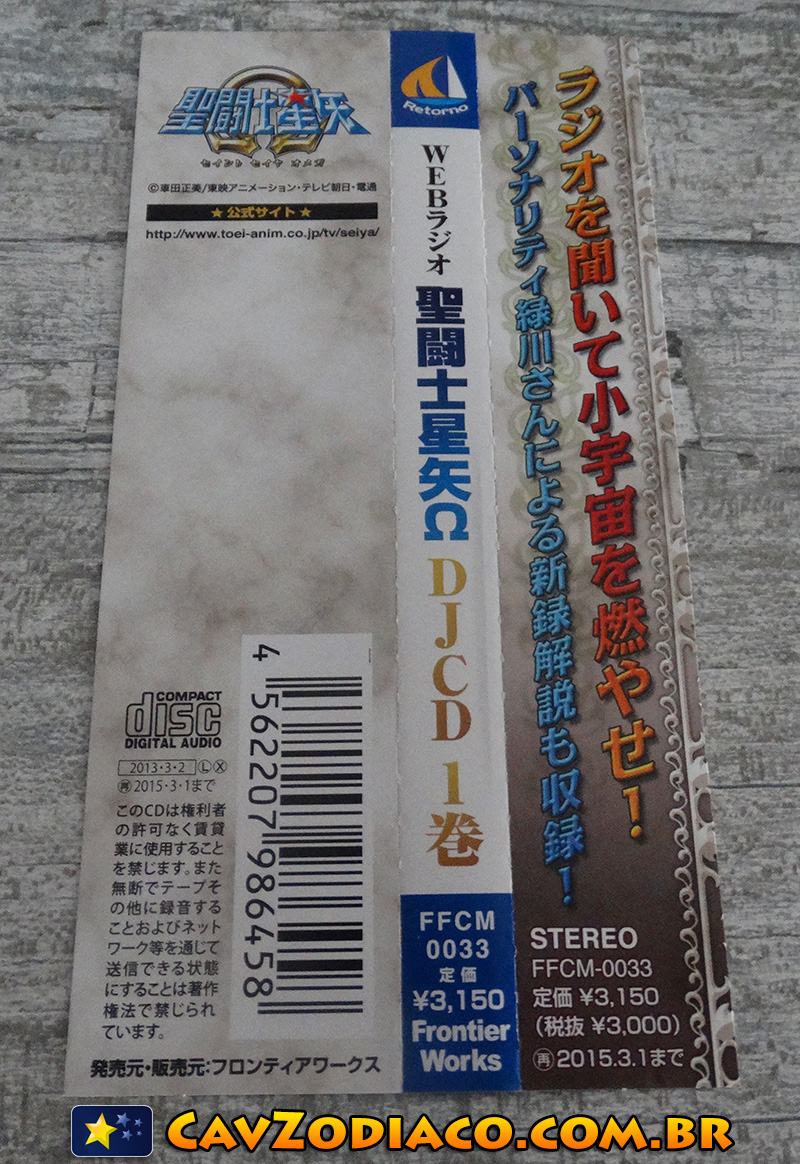 聖闘士星矢Ω
セイント セイヤ オメガ
©車田正美/東映アニメーション・テレビ朝日・電通
★公式サイト★
http://www.toei-anim.co.jp/tv/seiya/
COMPACT
disc
DIGITAL AUDIO
2013・3・2 Ⓛ Ⓧ
㊢2015・3・1まで
このCDは権利者
の許可なく賃貸
業に使用すること
を禁じます。また
無断でテープそ
の他に録音する
ことおよびネット
ワーク等を通じて
送信できる状態
にすることは著作
権法で禁じられ
ています。
4 562207 986458
発売元・販売元:フロンティアワークス
Retorno
WEBラジオ 聖闘士星矢Ω DJCD 1巻
FFCM
0033
定価
¥3,150
Frontier
Works
ラジオを聞いて小宇宙を燃やせ!
パーソナリティ緑川さんによる新録解説も収録!
STEREO
FFCM-0033
定価 ¥3,150
(税抜 ¥3,000)
再 2015.3.1まで
CavZodiaco.com.br